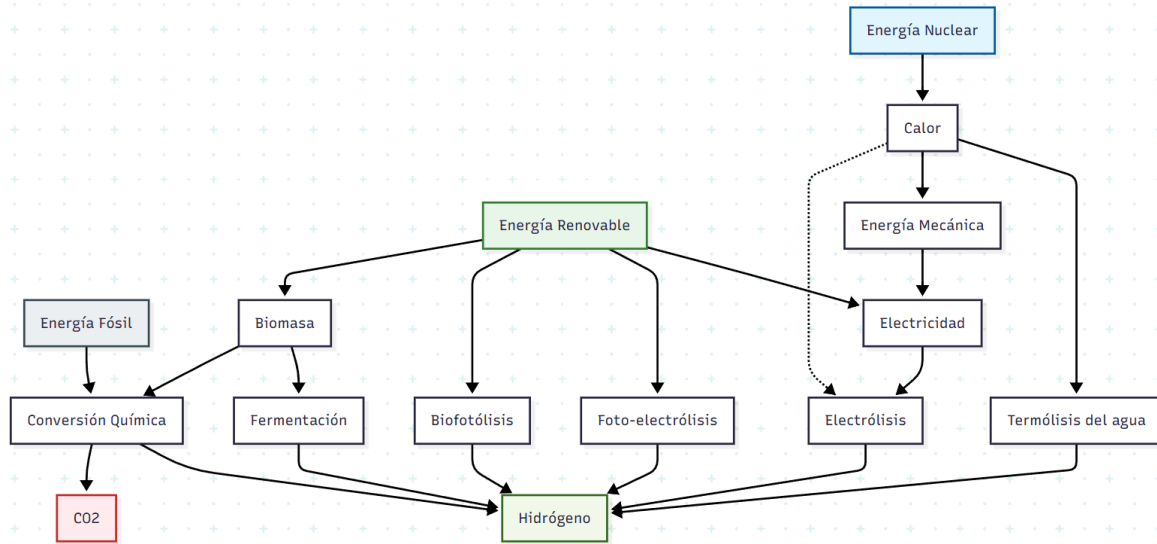 Energía Nuclear
Calor
Energía Renovable
Energía Mecánica
Energía Fósil
Biomasa
Electricidad
Conversión Química
Fermentación
Biofotólisis
Foto-electrólisis
Electrólisis
Termólisis del agua
CO2
Hidrógeno